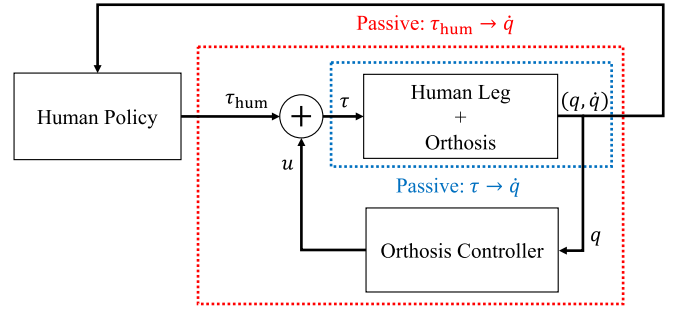 Passive: τ_hum → q̇
Human Policy
τ_hum
+
τ
Human Leg
+
Orthosis
(q, q̇)
u
Passive: τ → q̇
Orthosis Controller
q